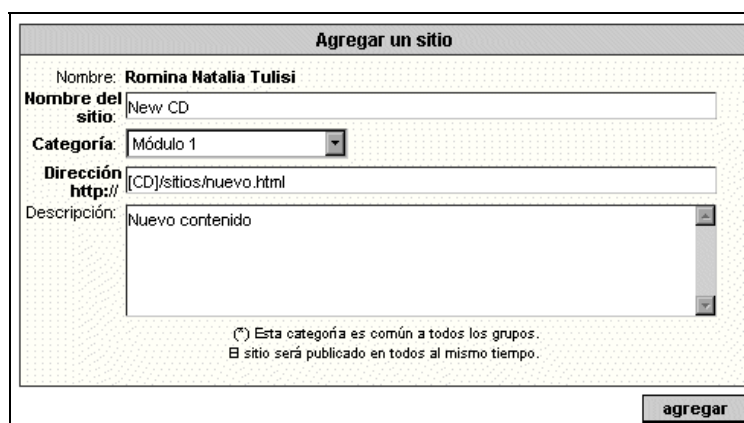 Agregar un sitio
Nombre: Romina Natalia Tulisi
Nombre del sitio: New CD
Categoría: Módulo 1
Dirección http:// [CD]/sitios/nuevo.html
Descripción: Nuevo contenido
(*) Esta categoría es común a todos los grupos.
El sitio será publicado en todos al mismo tiempo.
agregar